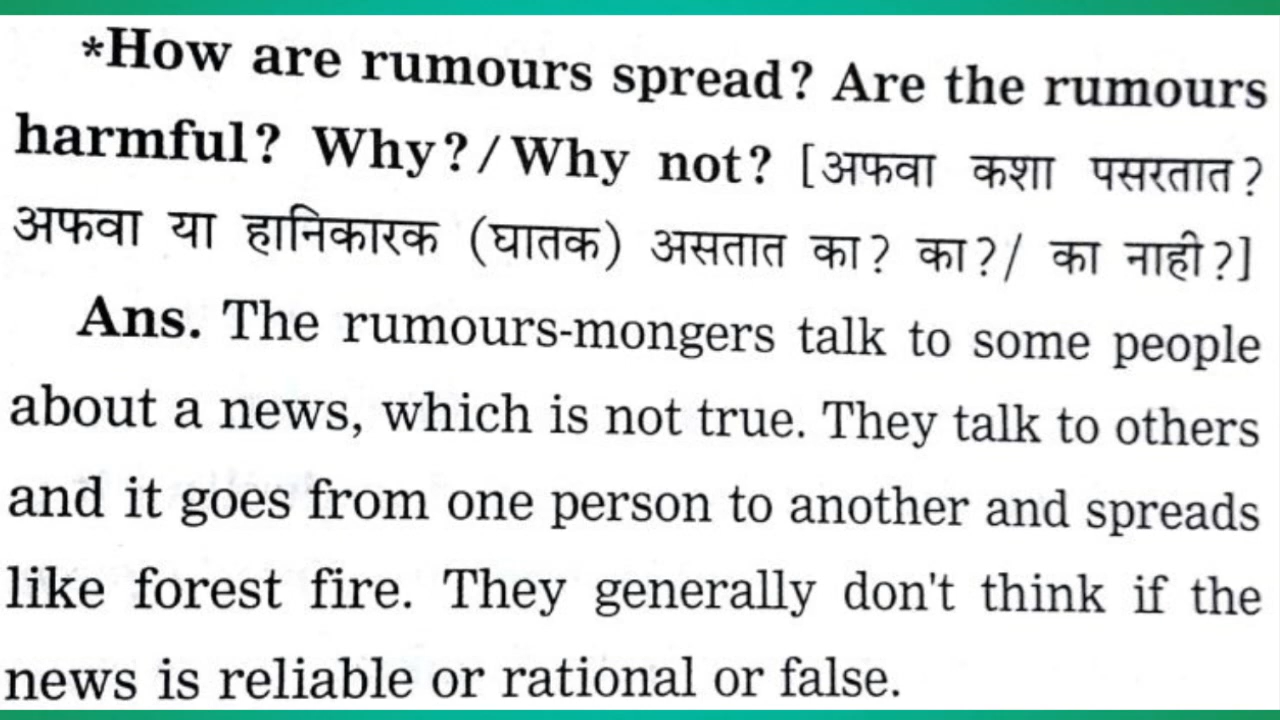 *How are rumours spread? Are the rumours
harmful? Why?/Why not? [अफवा कशा पसरतात?
अफवा या हानिकारक (घातक) असतात का? का?/ का नाही?]
Ans. The rumours-mongers talk to some people
about a news, which is not true. They talk to others
and it goes from one person to another and spreads
like forest fire. They generally don't think if the
news is reliable or rational or false.